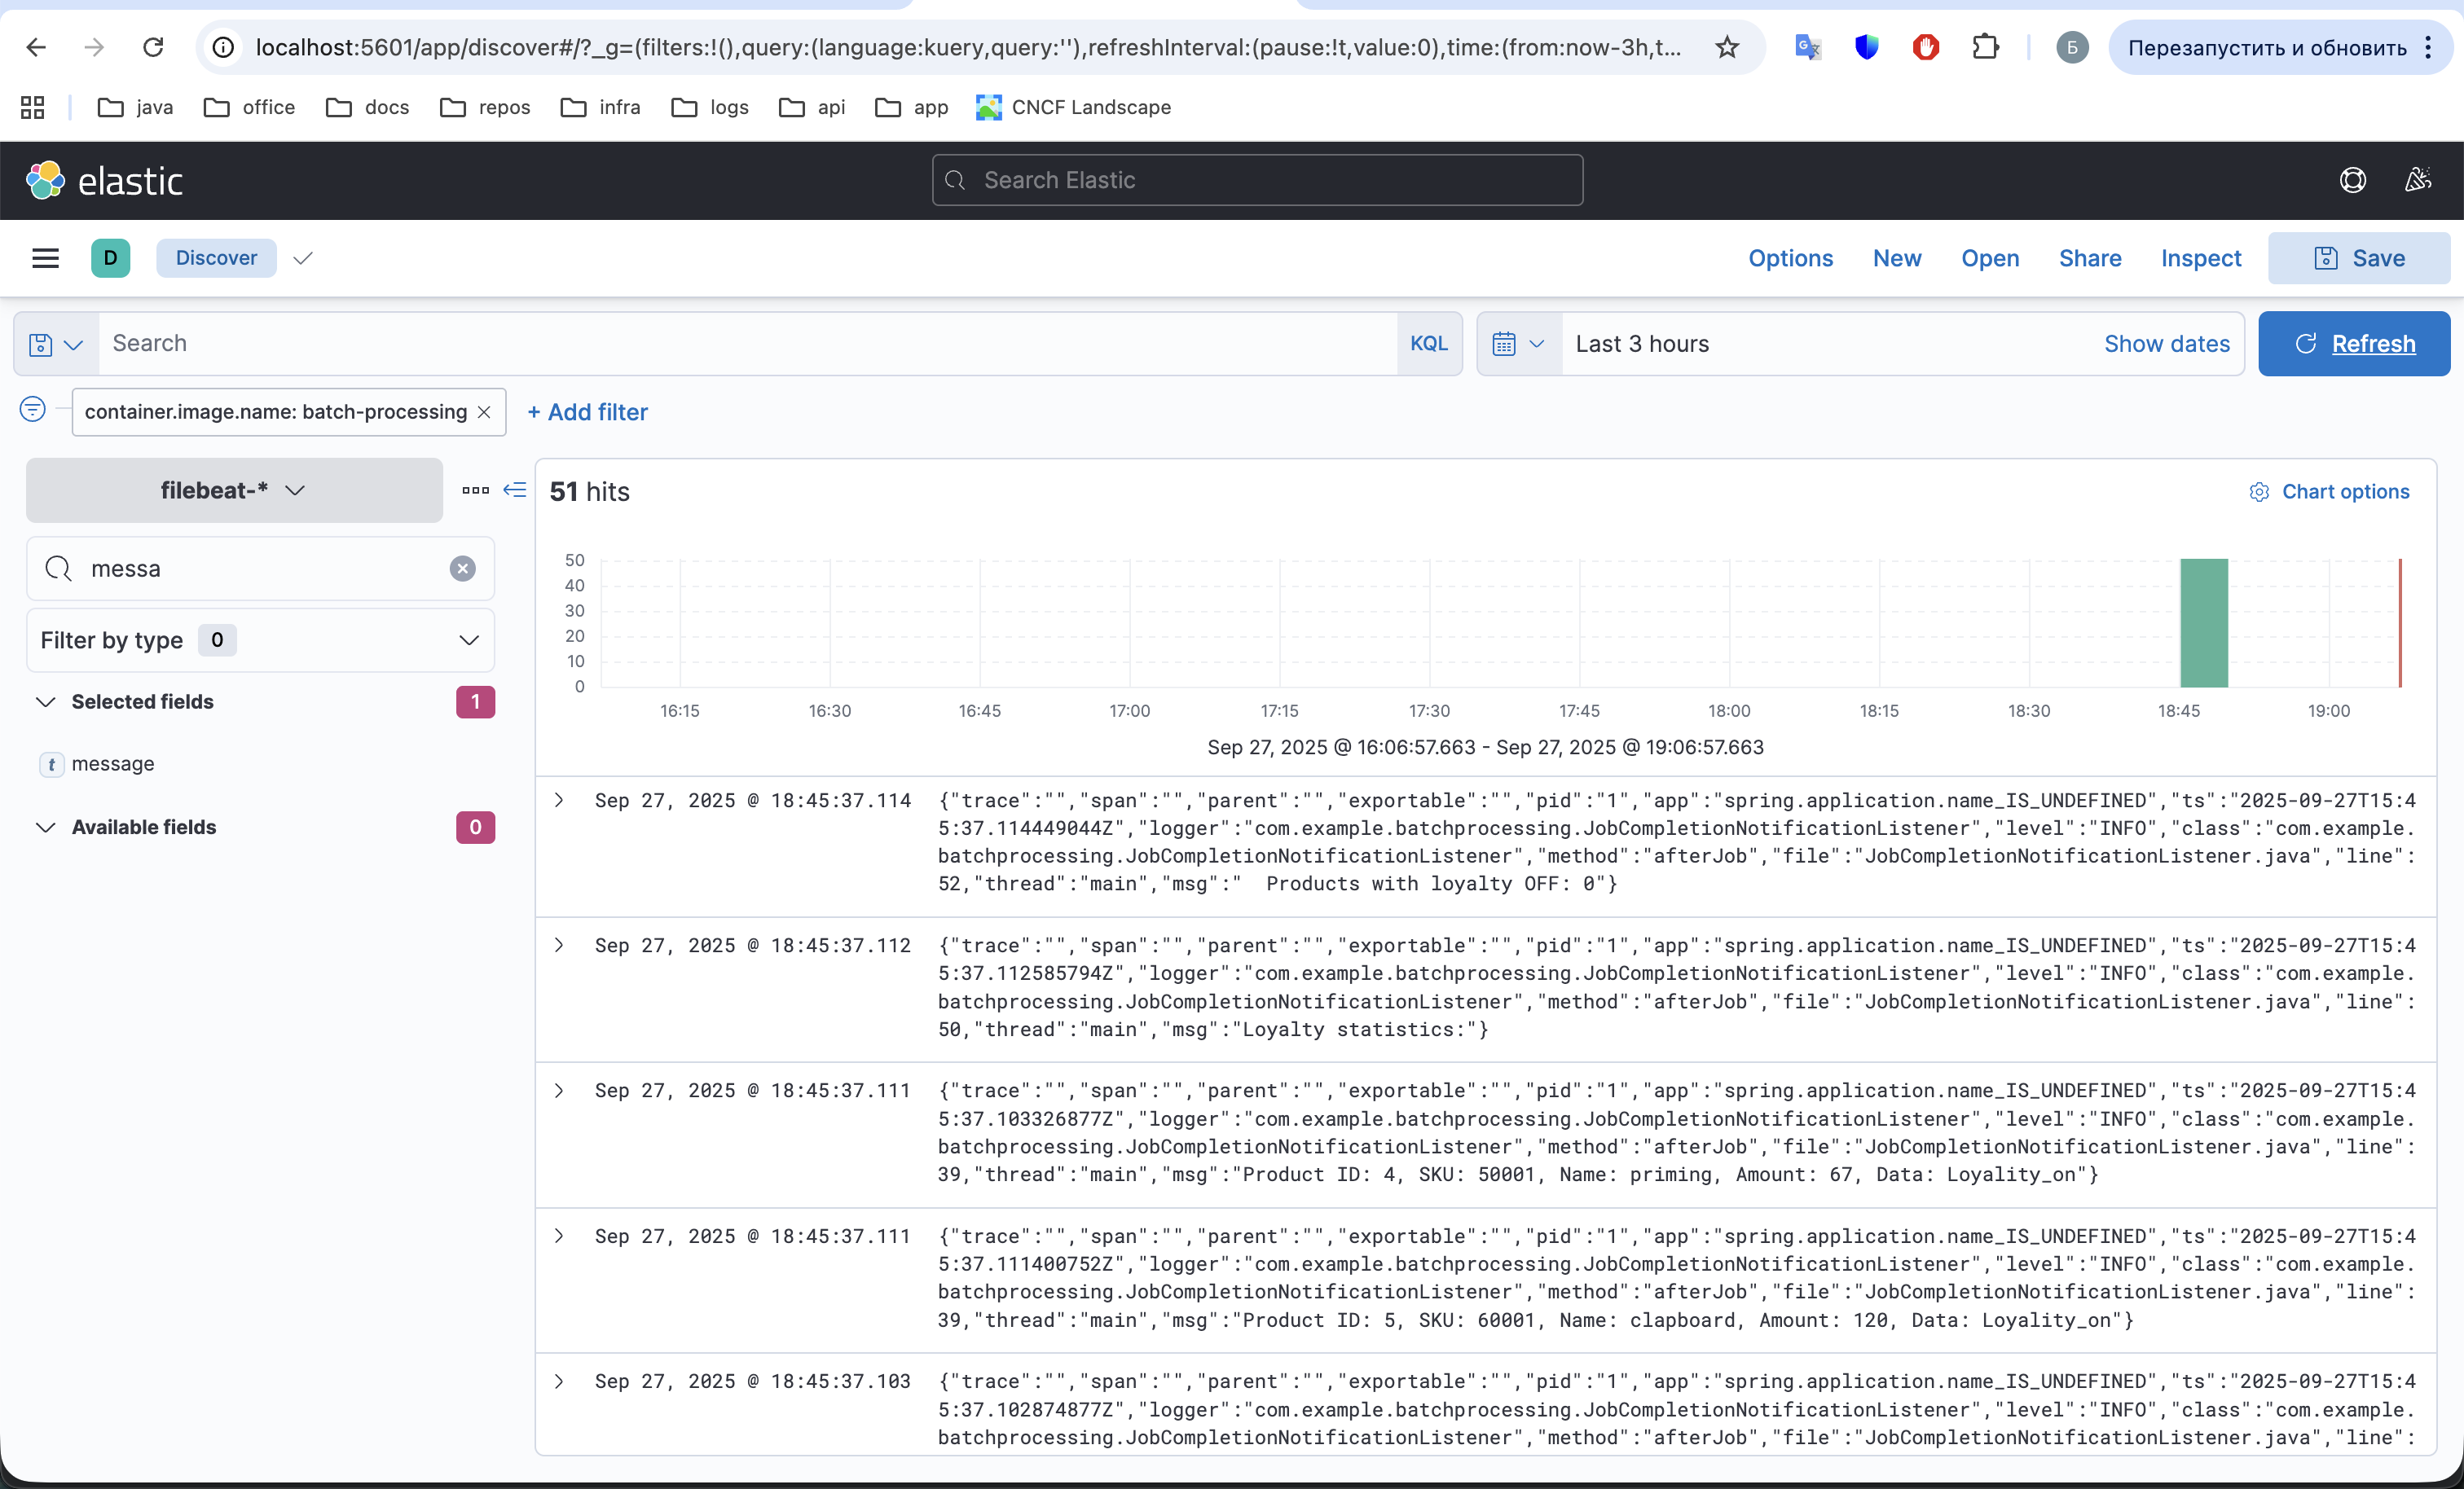 localhost:5601/app/discover#/?_g=(filters:!(),query:(language:kuery,query:''),refreshInterval:(pause:!t,value:0),time:(from:now-3h,t...
Б
Перезапустить и обновить
java
office
docs
repos
infra
logs
api
app
CNCF Landscape
elastic
Search Elastic
D
Discover
Options
New
Open
Share
Inspect
Save
Search
KQL
Last 3 hours
Show dates
Refresh
container.image.name: batch-processing
+ Add filter
filebeat-*
messa
Filter by type 0
Selected fields 1
t message
Available fields 0
51 hits
Chart options
50
40
30
20
10
0
16:15 16:30 16:45 17:00 17:15 17:30 17:45 18:00 18:15 18:30 18:45 19:00
Sep 27, 2025 @ 16:06:57.663 - Sep 27, 2025 @ 19:06:57.663
Sep 27, 2025 @ 18:45:37.114 {"trace":"","span":"","parent":"","exportable":"","pid":"1","app":"spring.application.name_IS_UNDEFINED","ts":"2025-09-27T15:4
5:37.114449044Z","logger":"com.example.batchprocessing.JobCompletionNotificationListener","level":"INFO","class":"com.example.
batchprocessing.JobCompletionNotificationListener","method":"afterJob","file":"JobCompletionNotificationListener.java","line":
52,"thread":"main","msg":"  Products with loyalty OFF: 0"}
Sep 27, 2025 @ 18:45:37.112 {"trace":"","span":"","parent":"","exportable":"","pid":"1","app":"spring.application.name_IS_UNDEFINED","ts":"2025-09-27T15:4
5:37.112585794Z","logger":"com.example.batchprocessing.JobCompletionNotificationListener","level":"INFO","class":"com.example.
batchprocessing.JobCompletionNotificationListener","method":"afterJob","file":"JobCompletionNotificationListener.java","line":
50,"thread":"main","msg":"Loyalty statistics:"}
Sep 27, 2025 @ 18:45:37.111 {"trace":"","span":"","parent":"","exportable":"","pid":"1","app":"spring.application.name_IS_UNDEFINED","ts":"2025-09-27T15:4
5:37.103326877Z","logger":"com.example.batchprocessing.JobCompletionNotificationListener","level":"INFO","class":"com.example.
batchprocessing.JobCompletionNotificationListener","method":"afterJob","file":"JobCompletionNotificationListener.java","line":
39,"thread":"main","msg":"Product ID: 4, SKU: 50001, Name: priming, Amount: 67, Data: Loyality_on"}
Sep 27, 2025 @ 18:45:37.111 {"trace":"","span":"","parent":"","exportable":"","pid":"1","app":"spring.application.name_IS_UNDEFINED","ts":"2025-09-27T15:4
5:37.111400752Z","logger":"com.example.batchprocessing.JobCompletionNotificationListener","level":"INFO","class":"com.example.
batchprocessing.JobCompletionNotificationListener","method":"afterJob","file":"JobCompletionNotificationListener.java","line":
39,"thread":"main","msg":"Product ID: 5, SKU: 60001, Name: clapboard, Amount: 120, Data: Loyality_on"}
Sep 27, 2025 @ 18:45:37.103 {"trace":"","span":"","parent":"","exportable":"","pid":"1","app":"spring.application.name_IS_UNDEFINED","ts":"2025-09-27T15:4
5:37.102874877Z","logger":"com.example.batchprocessing.JobCompletionNotificationListener","level":"INFO","class":"com.example.
batchprocessing.JobCompletionNotificationListener","method":"afterJob","file":"JobCompletionNotificationListener.java","line":